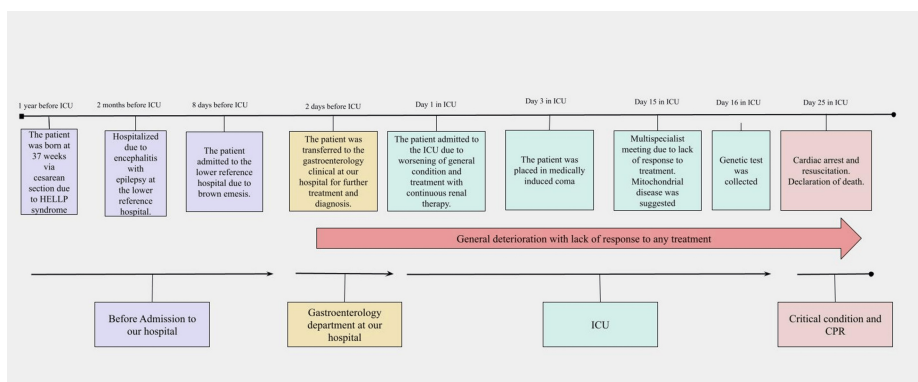 1 year before ICU
2 months before ICU
8 days before ICU
2 days before ICU
Day 1 in ICU
Day 3 in ICU
Day 15 in ICU
Day 16 in ICU
Day 25 in ICU
The patient
was born at
37 weeks
via
cesarean
section due
to HELLP
syndrome
Hospitalized
due to
encephalitis
with
epilepsy at
the lower
reference
hospital.
The patient
admitted to the
lower reference
hospital due to
brown emesis.
The patient was
transferred to the
gastroenterology
clinical at our
hospital for further
treatment and
diagnosis.
The patient admitted to
the ICU due to
worsening of general
condition and
treatment with
continuous renal
therapy.
The patient was
placed in medically
induced coma
Multispecialist
meeting due to lack
of response to
treatment.
Mitochondrial
disease was
suggested
Genetic test
was
collected
Cardiac arrest and
resuscitation.
Declaration of death.
General deterioration with lack of response to any treatment
Before Admission to
our hospital
Gastroenterology
department at our
hospital
ICU
Critical condition and
CPR